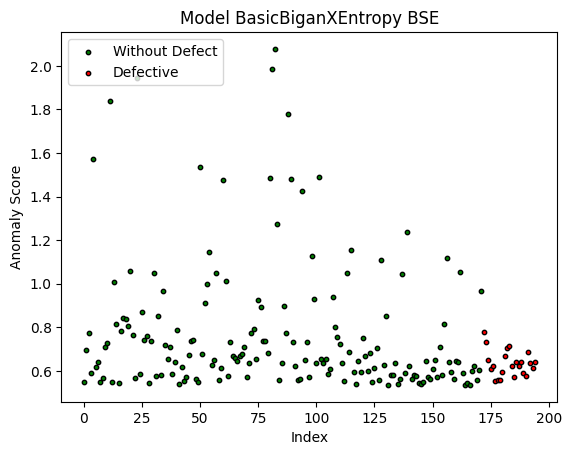 Model BasicBiganXEntropy BSE
Without Defect
Defective
Anomaly Score
2.0
1.8
1.6
1.4
1.2
1.0
0.8
0.6
0 25 50 75 100 125 150 175 200
Index